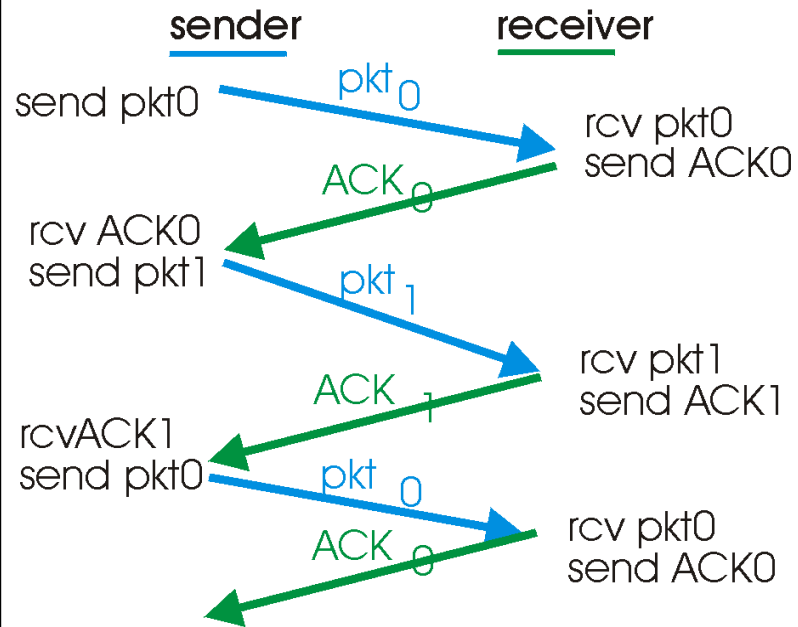 sender receiver
send pkt0
pkt 0
rcv pkt0
send ACK0
ACK 0
rcv ACK0
send pkt1
pkt 1
rcv pkt1
send ACK1
ACK 1
rcvACK1
send pkt0
pkt 0
rcv pkt0
send ACK0
ACK 0